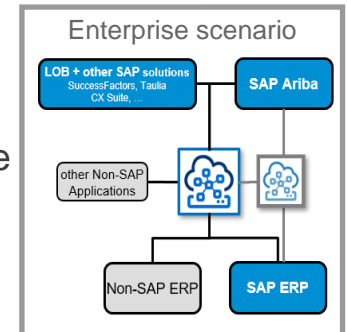 Enterprise scenario
LOB + other SAP solutions
SuccessFactors, Taulia
CX Suite, ...
SAP Ariba
e
other Non-SAP
Applications
Non-SAP ERP
SAP ERP